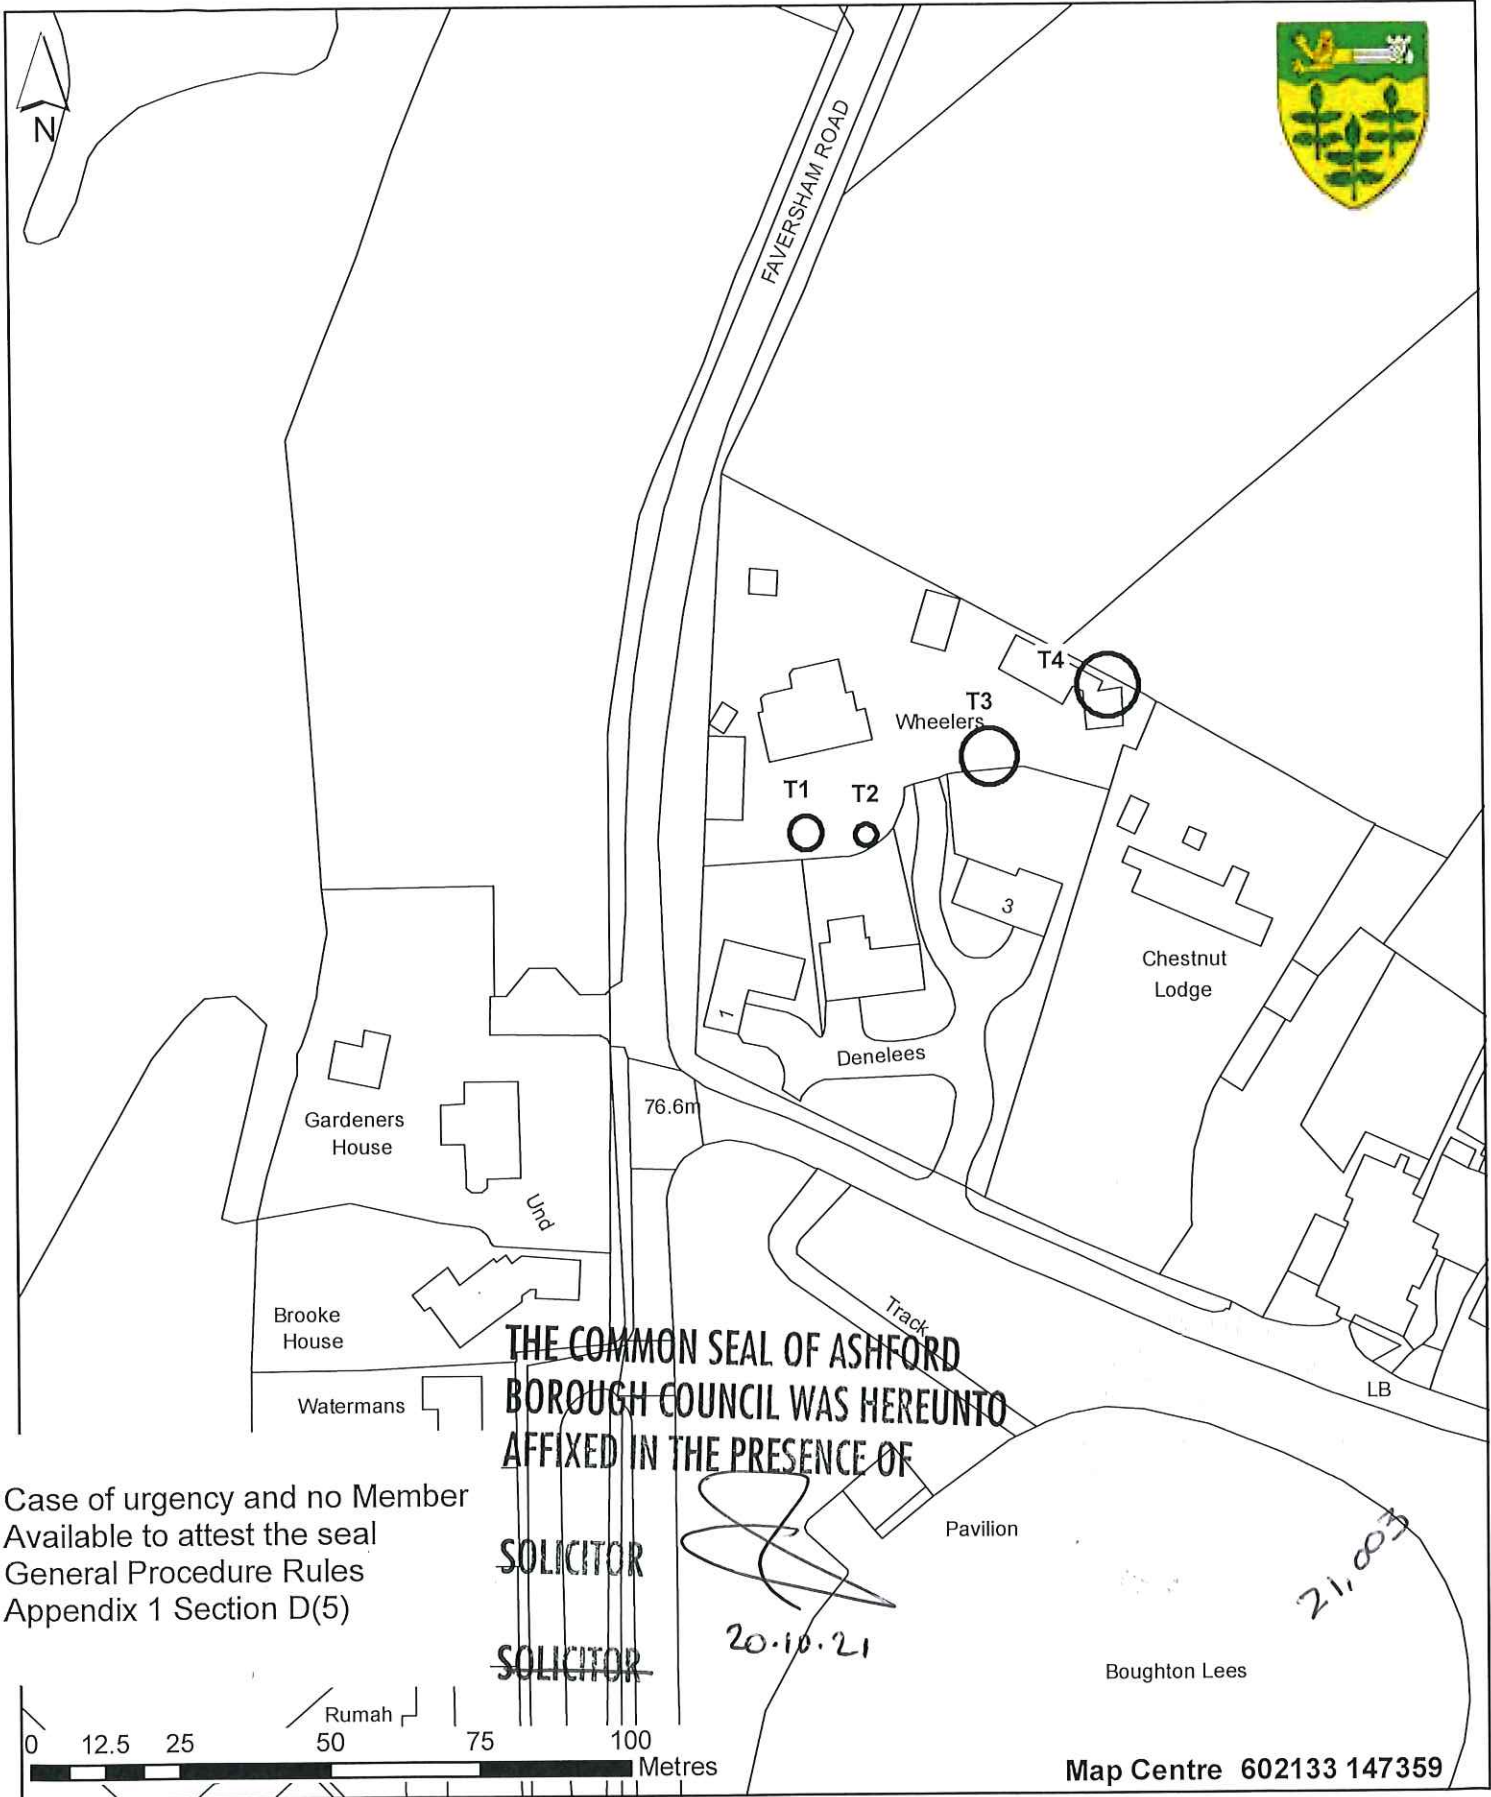 N
FAVERSHAM ROAD
T4
T3
Wheelers
T1
T2
3
Chestnut
Lodge
1
Denelees
76.6m
Gardeners
House
Und
Brooke
House
Track
THE COMMON SEAL OF ASHFORD
BOROUGH COUNCIL WAS HEREUNTO
AFFIXED IN THE PRESENCE OF
Watermans
LB
Case of urgency and no Member
Available to attest the seal
General Procedure Rules
Appendix 1 Section D(5)
SOLICITOR
Pavilion
21,003
20.10.21
SOLICITOR
Boughton Lees
Rumah
0 12.5 25 50 75 100
Metres
Map Centre 602133 147359